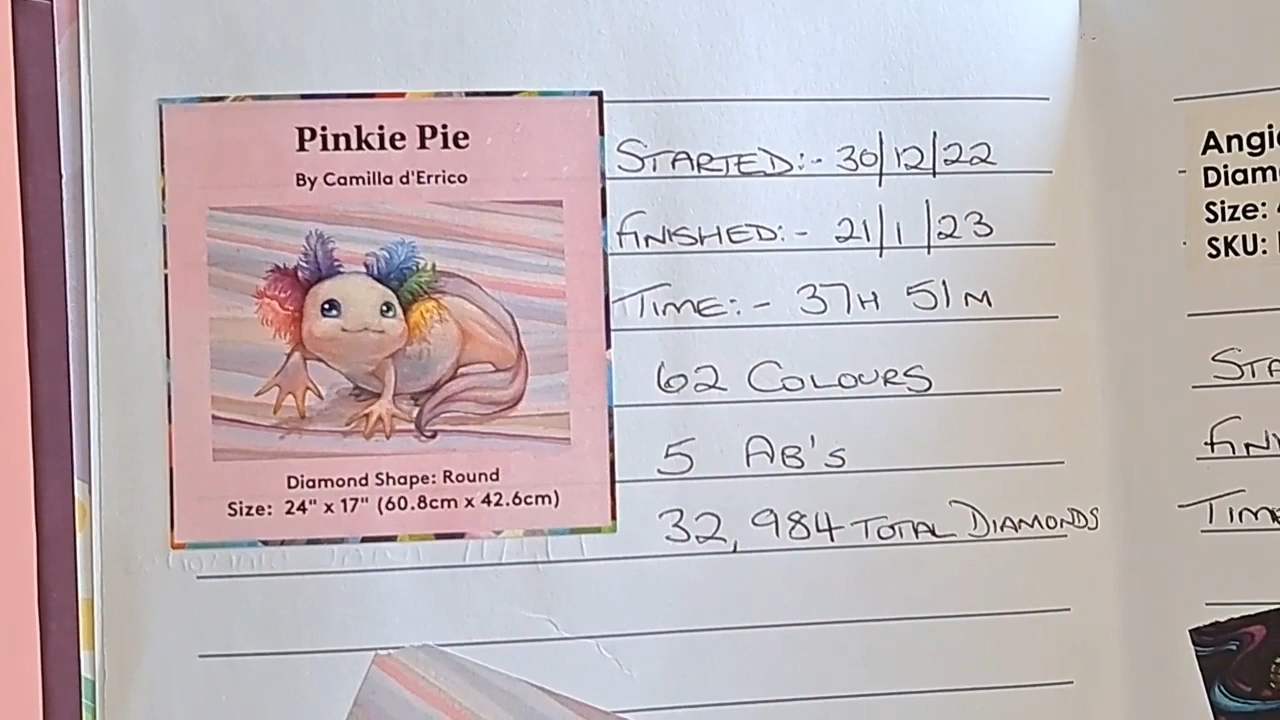 Pinkie Pie
By Camilla d'Errico
Diamond Shape: Round
Size: 24" x 17" (60.8cm x 42.6cm)
STARTED:- 30/12/22
FINISHED:- 21/1/23
TIME:- 37H 51M
62 COLOURS
5 AB'S
32,984 TOTAL DIAMONDS
Angi
Diam
Size:
SKU:
STA
FIN
TIM